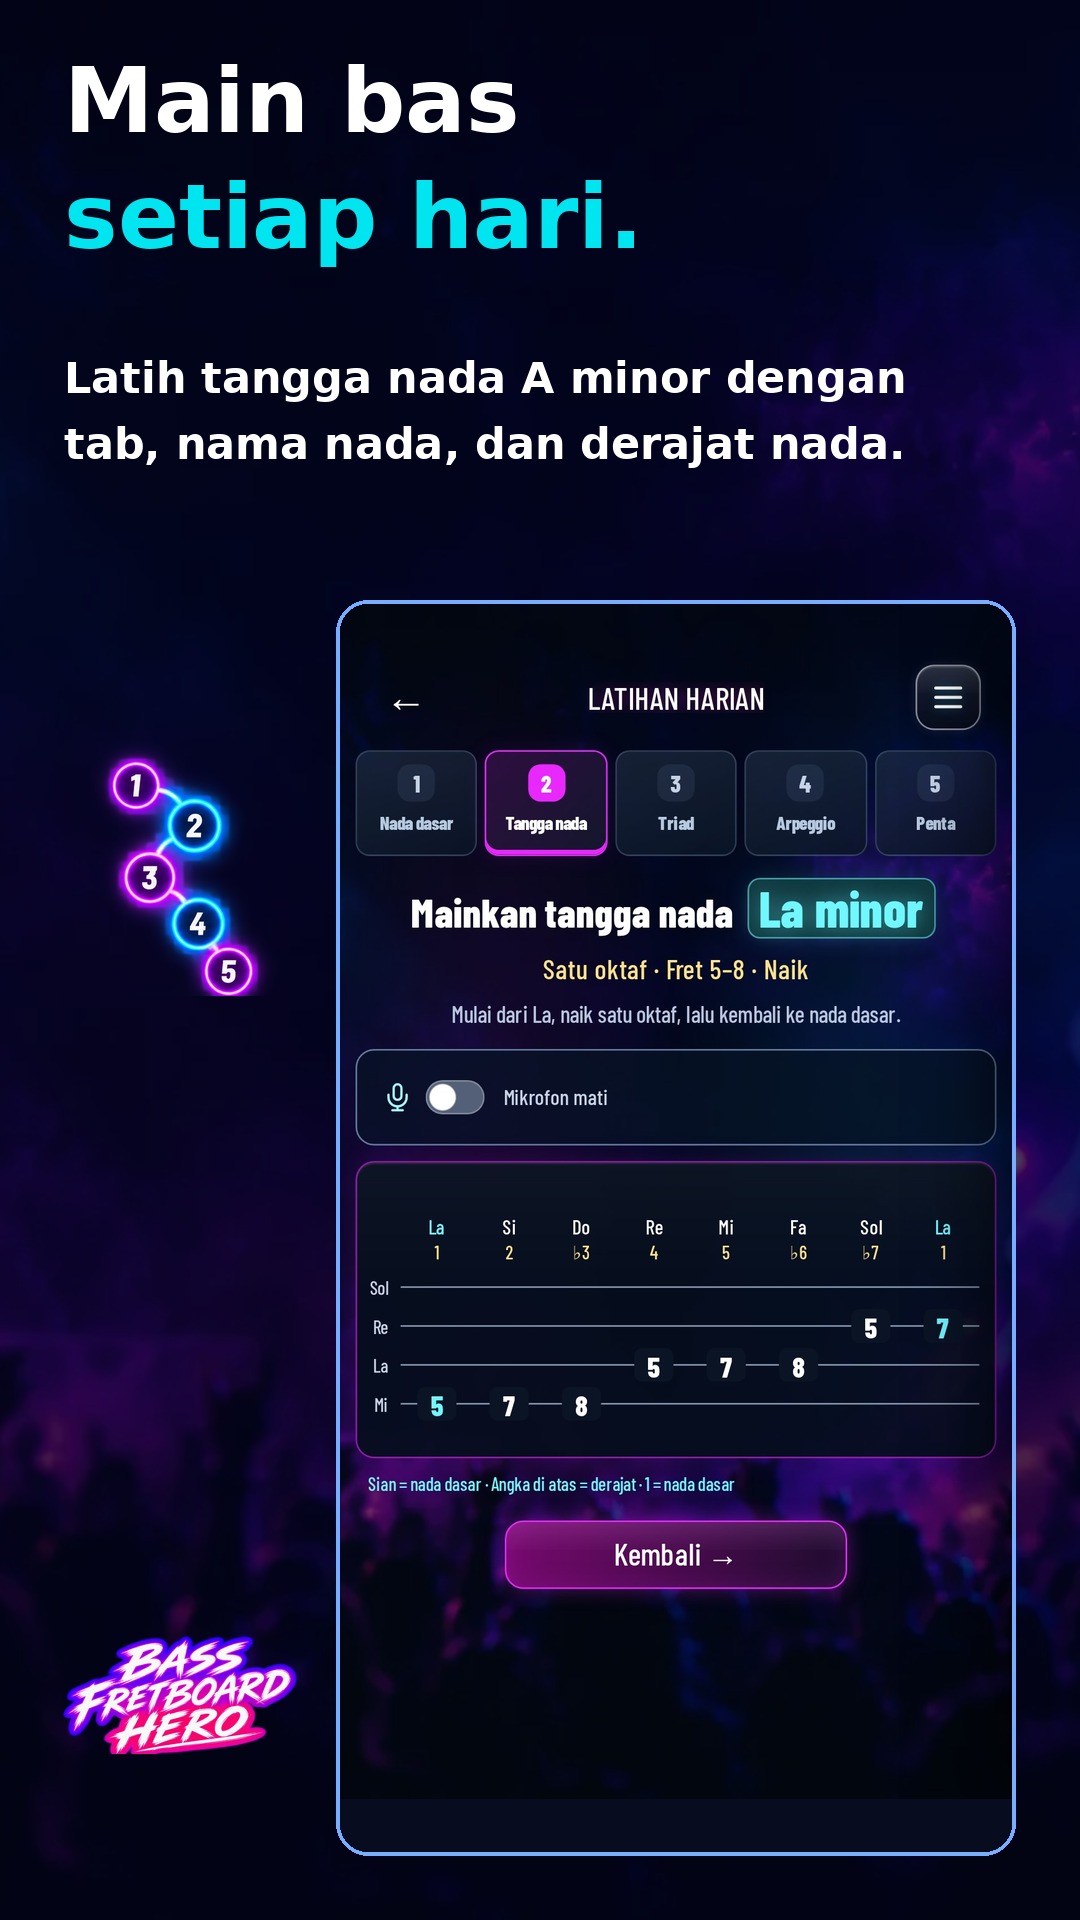 Main bas
setiap hari.
Latih tangga nada A minor dengan
tab, nama nada, dan derajat nada.
← LATIHAN HARIAN
1 2 3 4 5
Nada dasar Tangga nada Triad Arpeggio Penta
Mainkan tangga nada La minor
Satu oktaf · Fret 5–8 · Naik
Mulai dari La, naik satu oktaf, lalu kembali ke nada dasar.
Mikrofon mati
La Si Do Re Mi Fa Sol La
1 2 ♭3 4 5 ♭6 ♭7 1
Sol
Re 5 7
La 5 7 8
Mi 5 7 8
Sian = nada dasar · Angka di atas = derajat · 1 = nada dasar
Kembali →
1
2
3
4
5
BASS
FRETBOARD
HERO